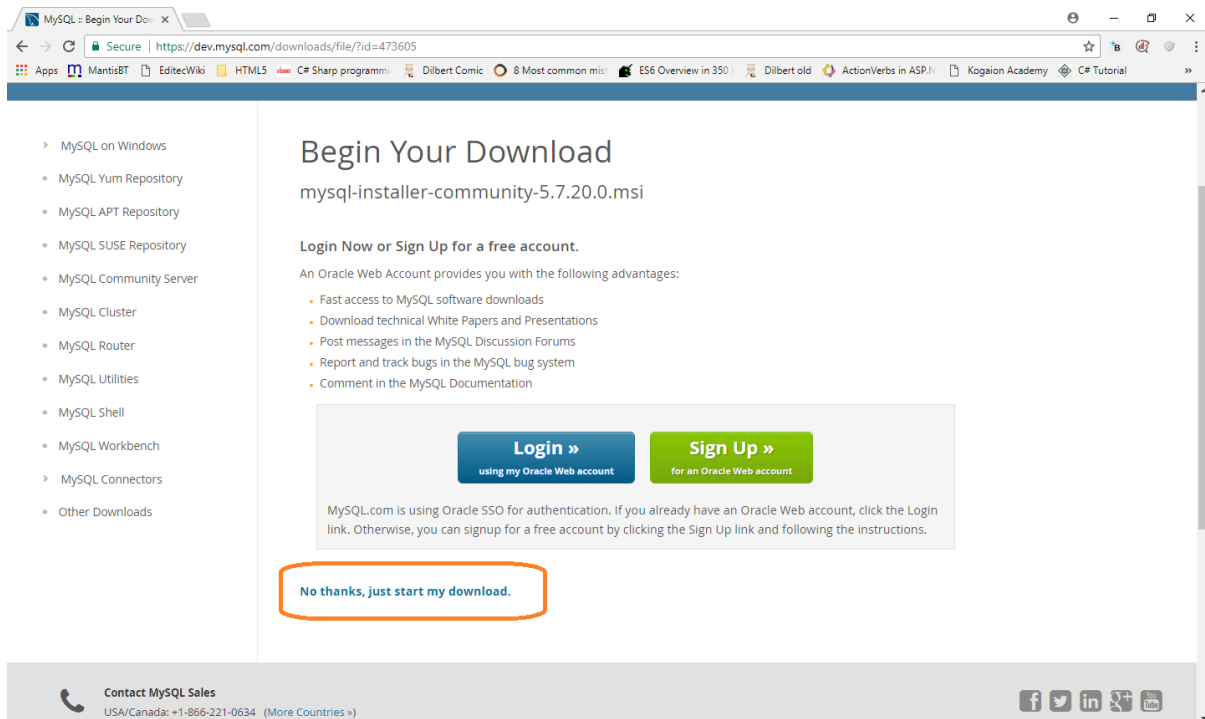 MySQL :: Begin Your Dow
Secure | https://dev.mysql.com/downloads/file/?id=473605
Apps MantisBT EditecWiki HTML5 C# Sharp programmi Dilbert Comic 8 Most common mis ES6 Overview in 350 Dilbert old ActionVerbs in ASP.N Kogaion Academy C# Tutorial »
MySQL on Windows
MySQL Yum Repository
MySQL APT Repository
MySQL SUSE Repository
MySQL Community Server
MySQL Cluster
MySQL Router
MySQL Utilities
MySQL Shell
MySQL Workbench
MySQL Connectors
Other Downloads
Begin Your Download
mysql-installer-community-5.7.20.0.msi
Login Now or Sign Up for a free account.
An Oracle Web Account provides you with the following advantages:
Fast access to MySQL software downloads
Download technical White Papers and Presentations
Post messages in the MySQL Discussion Forums
Report and track bugs in the MySQL bug system
Comment in the MySQL Documentation
Login »
using my Oracle Web account
Sign Up »
for an Oracle Web account
MySQL.com is using Oracle SSO for authentication. If you already have an Oracle Web account, click the Login
link. Otherwise, you can signup for a free account by clicking the Sign Up link and following the instructions.
No thanks, just start my download.
Contact MySQL Sales
USA/Canada: +1-866-221-0634 (More Countries »)